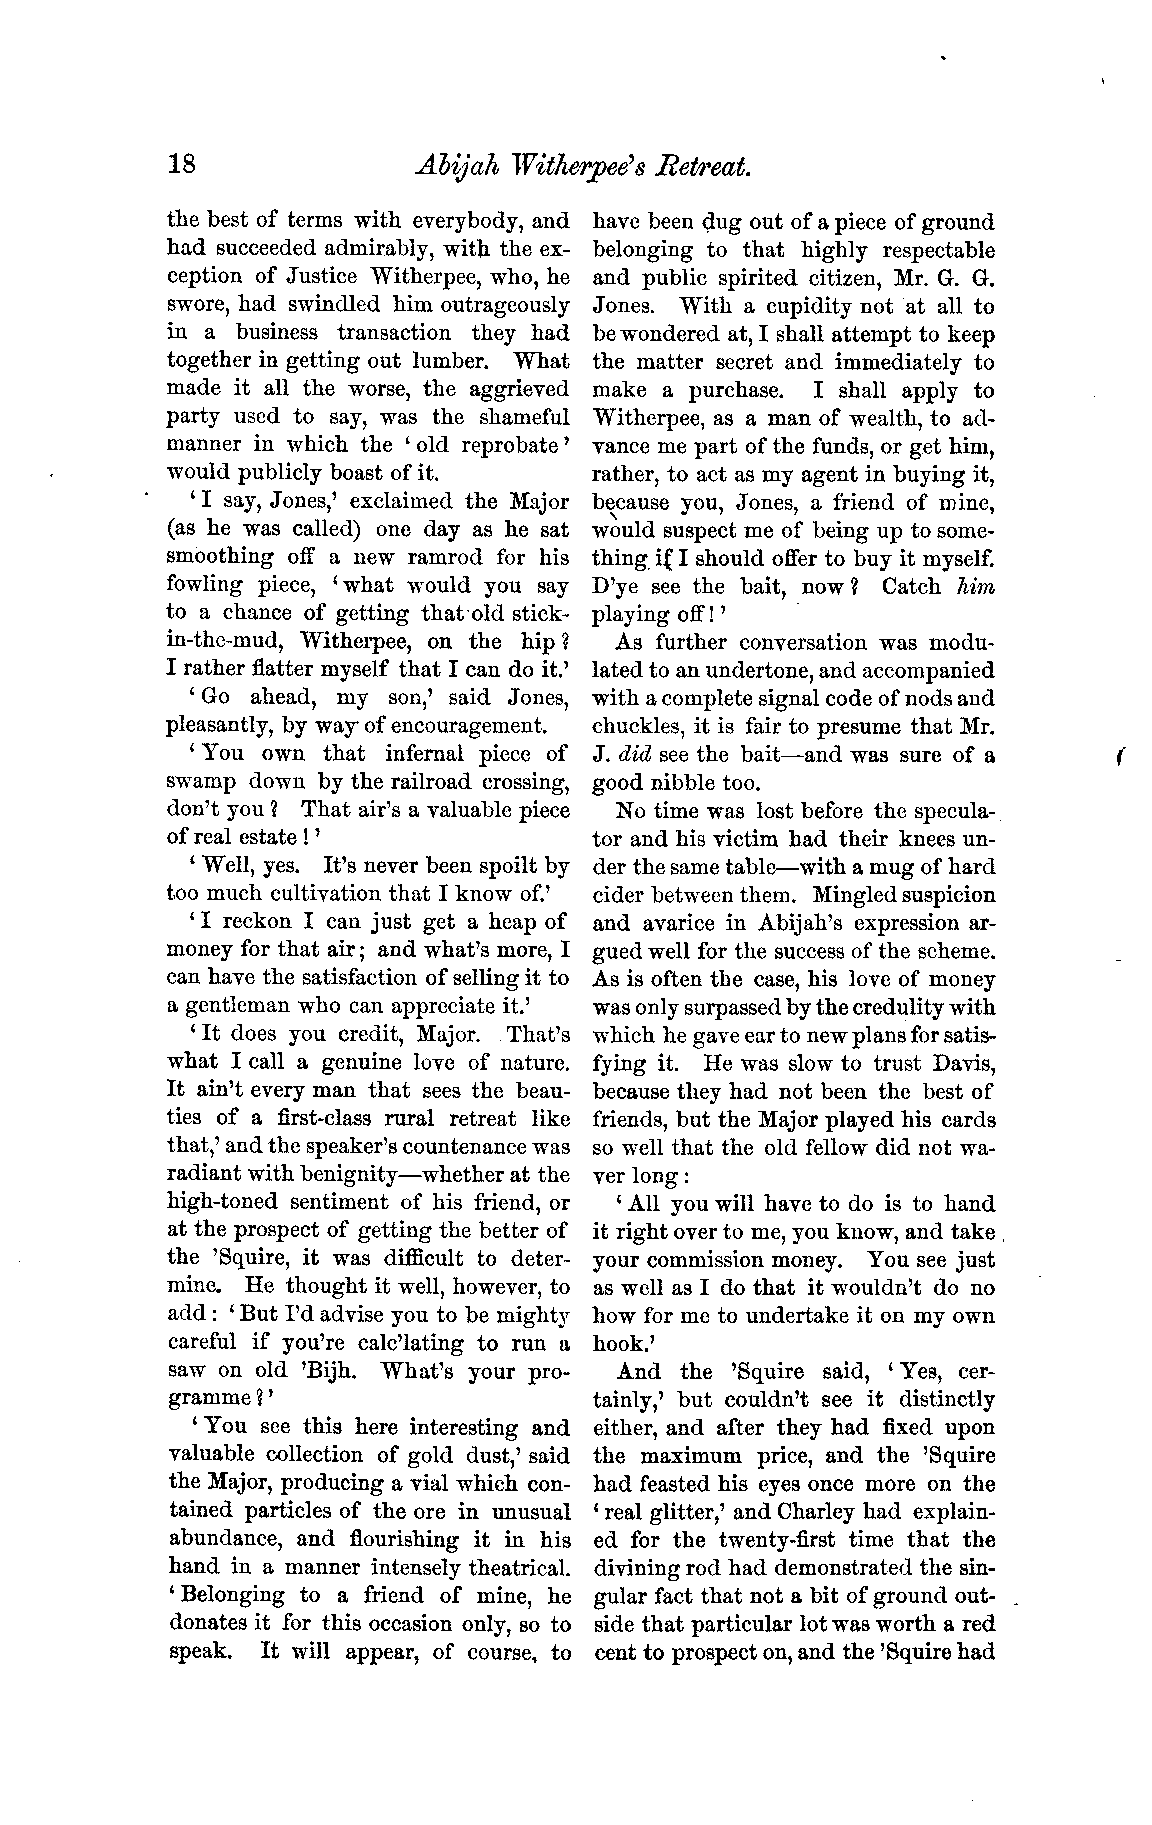 18
Abijah Witherpee's Retreat.
the best of terms with everybody, and
had succeeded admirably, with the ex-
ception of Justice Witherpee, who, he
swore, had swindled him outrageously
in a business transaction they had
together in getting out lumber. What
made it all the worse, the aggrieved
party used to say, was the shameful
manner in which the ‘old reprobate’
would publicly boast of it.
‘I say, Jones,’ exclaimed the Major
(as he was called) one day as he sat
smoothing off a new ramrod for his
fowling piece, ‘what would you say
to a chance of getting that old stick-
in-the-mud, Witherpee, on the hip?
I rather flatter myself that I can do it.’
‘Go ahead, my son,’ said Jones,
pleasantly, by way of encouragement.
‘You own that infernal piece of
swamp down by the railroad crossing,
don't you? That air's a valuable piece
of real estate!’
‘Well, yes. It's never been spoilt by
too much cultivation that I know of.’
‘I reckon I can just get a heap of
money for that air; and what's more, I
can have the satisfaction of selling it to
a gentleman who can appreciate it.’
‘It does you credit, Major. That's
what I call a genuine love of nature.
It ain't every man that sees the beau-
ties of a first-class rural retreat like
that,’ and the speaker's countenance was
radiant with benignity—whether at the
high-toned sentiment of his friend, or
at the prospect of getting the better of
the 'Squire, it was difficult to deter-
mine. He thought it well, however, to
add: ‘But I'd advise you to be mighty
careful if you're calc'lating to run a
saw on old 'Bijh. What's your pro-
gramme?’
‘You see this here interesting and
valuable collection of gold dust,’ said
the Major, producing a vial which con-
tained particles of the ore in unusual
abundance, and flourishing it in his
hand in a manner intensely theatrical.
‘Belonging to a friend of mine, he
donates it for this occasion only, so to
speak. It will appear, of course, to
have been dug out of a piece of ground
belonging to that highly respectable
and public spirited citizen, Mr. G. G.
Jones. With a cupidity not at all to
be wondered at, I shall attempt to keep
the matter secret and immediately to
make a purchase. I shall apply to
Witherpee, as a man of wealth, to ad-
vance me part of the funds, or get him,
rather, to act as my agent in buying it,
because you, Jones, a friend of mine,
would suspect me of being up to some-
thing if I should offer to buy it myself.
D'ye see the bait, now? Catch him
playing off!’
As further conversation was modu-
lated to an undertone, and accompanied
with a complete signal code of nods and
chuckles, it is fair to presume that Mr.
J. did see the bait—and was sure of a
good nibble too.
No time was lost before the specula-
tor and his victim had their knees un-
der the same table—with a mug of hard
cider between them. Mingled suspicion
and avarice in Abijah's expression ar-
gued well for the success of the scheme.
As is often the case, his love of money
was only surpassed by the credulity with
which he gave ear to new plans for satis-
fying it. He was slow to trust Davis,
because they had not been the best of
friends, but the Major played his cards
so well that the old fellow did not wa-
ver long:
‘All you will have to do is to hand
it right over to me, you know, and take
your commission money. You see just
as well as I do that it wouldn't do no
how for me to undertake it on my own
hook.’
And the 'Squire said, ‘Yes, cer-
tainly,’ but couldn't see it distinctly
either, and after they had fixed upon
the maximum price, and the 'Squire
had feasted his eyes once more on the
‘real glitter,’ and Charley had explain-
ed for the twenty-first time that the
divining rod had demonstrated the sin-
gular fact that not a bit of ground out-
side that particular lot was worth a red
cent to prospect on, and the 'Squire had